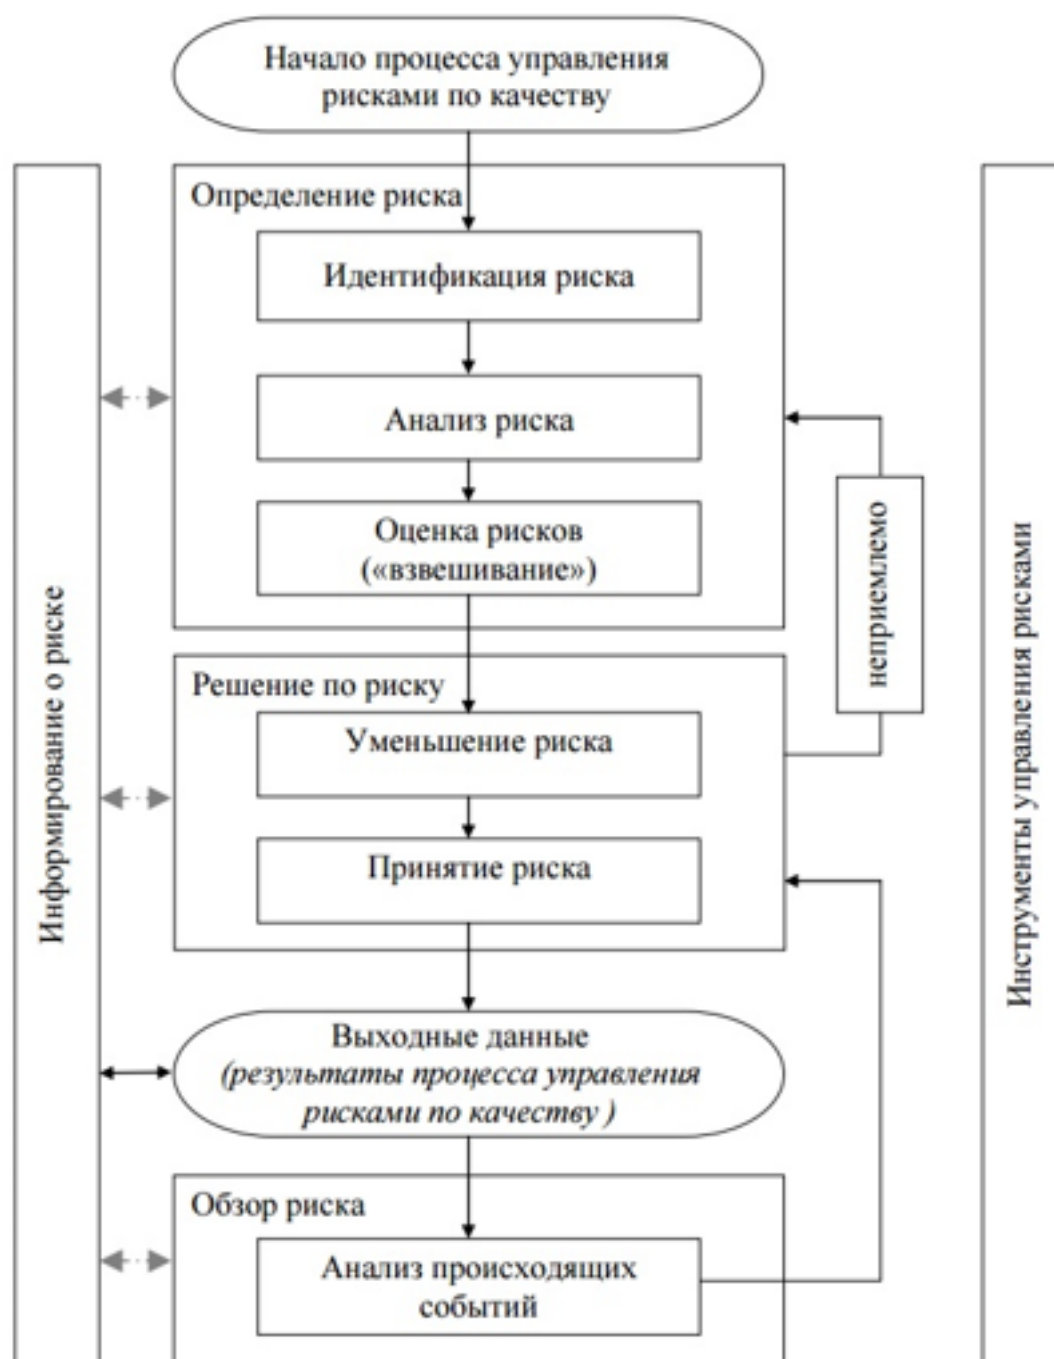 Начало процесса управления
рисками по качеству
Определение риска
Идентификация риска
Анализ риска
Оценка рисков
(«взвешивание»)
неприемлемо
Решение по риску
Уменьшение риска
Принятие риска
Выходные данные
(результаты процесса управления
рисками по качеству )
Обзор риска
Анализ происходящих
событий
Информирование о риске
Инструменты управления рисками